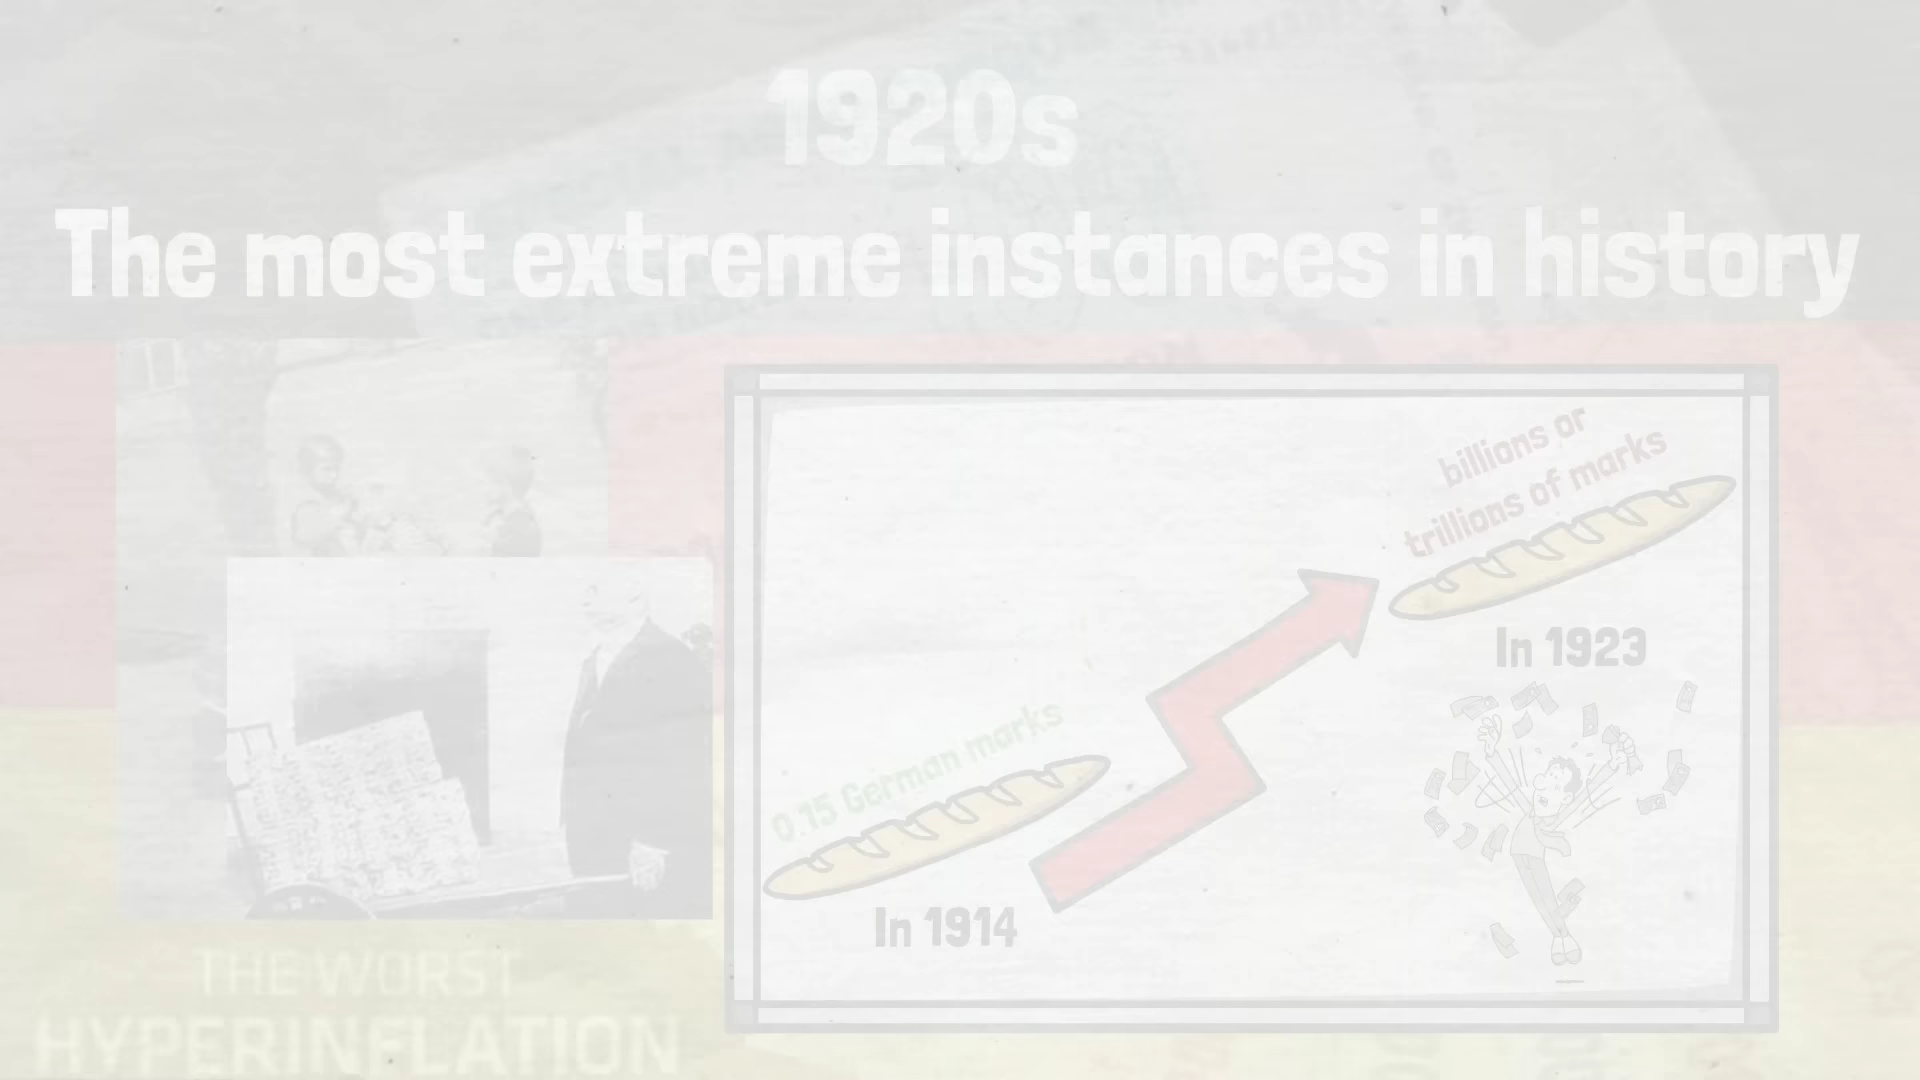 1920s
The most extreme instances in history
billions or
trillions of marks
In 1923
0.15 German marks
In 1914
THE WORST
HYPERINFLATION